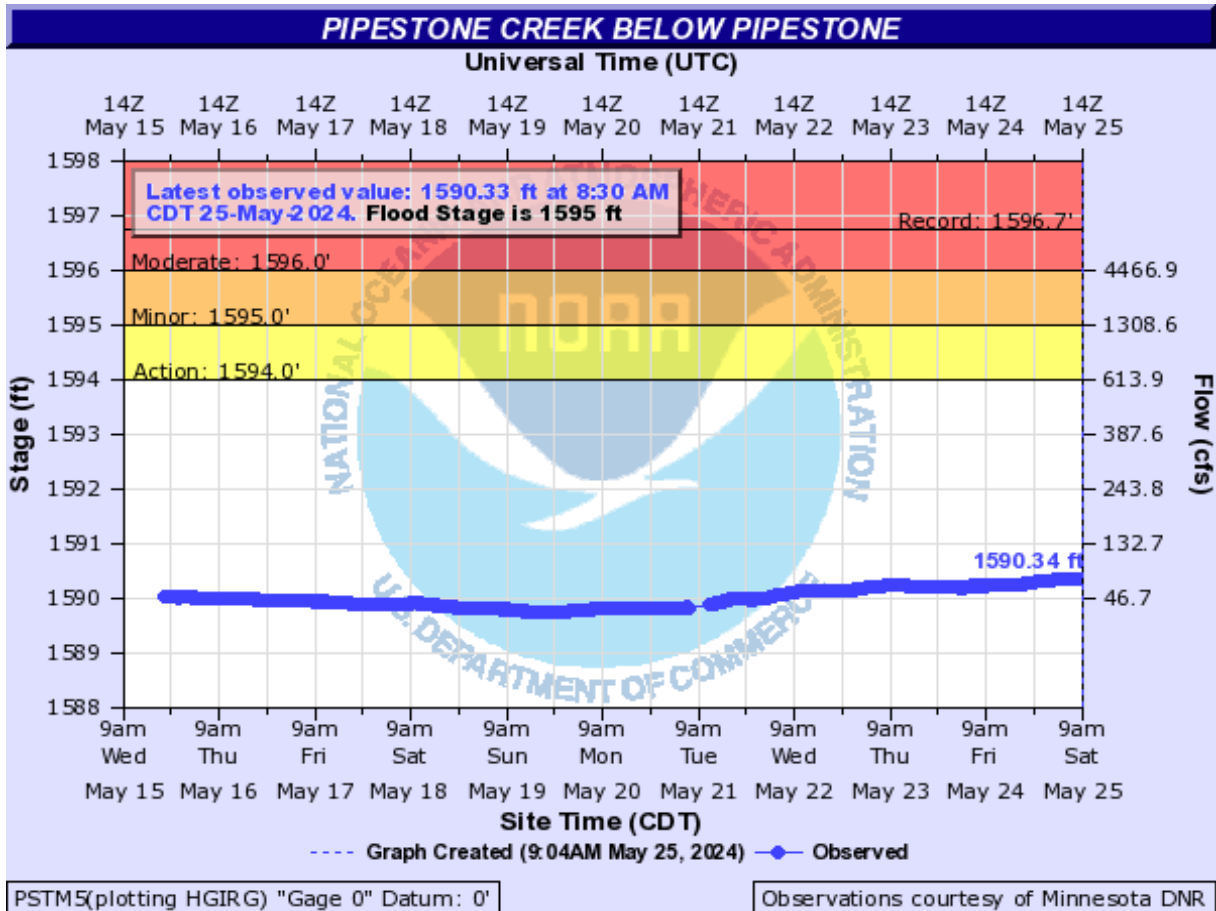 PIPESTONE CREEK BELOW PIPESTONE
Universal Time (UTC)
14Z 14Z 14Z 14Z 14Z 14Z 14Z 14Z 14Z 14Z 14Z
May 15 May 16 May 17 May 18 May 19 May 20 May 21 May 22 May 23 May 24 May 25
1598
Latest observed value: 1590.33 ft at 8:30 AM
CDT 25-May-2024. Flood Stage is 1595 ft
1597
Record: 1596.7'
Moderate: 1596.0'
1596 4466.9
Minor: 1595.0'
1595 1308.6
Action: 1594.0'
1594 613.9
1593 387.6
1592 243.8
1591 132.7
1590.34 ft
1590 46.7
1589
1588
Stage (ft)
Flow (cfs)
NATIONAL OCEANIC AND ATMOSPHERIC ADMINISTRATION
NOAA
U.S. DEPARTMENT OF COMMERCE
9am 9am 9am 9am 9am 9am 9am 9am 9am 9am 9am
Wed Thu Fri Sat Sun Mon Tue Wed Thu Fri Sat
May 15 May 16 May 17 May 18 May 19 May 20 May 21 May 22 May 23 May 24 May 25
Site Time (CDT)
Graph Created (9:04AM May 25, 2024) Observed
PSTM5(plotting HGIRG) "Gage 0" Datum: 0'
Observations courtesy of Minnesota DNR